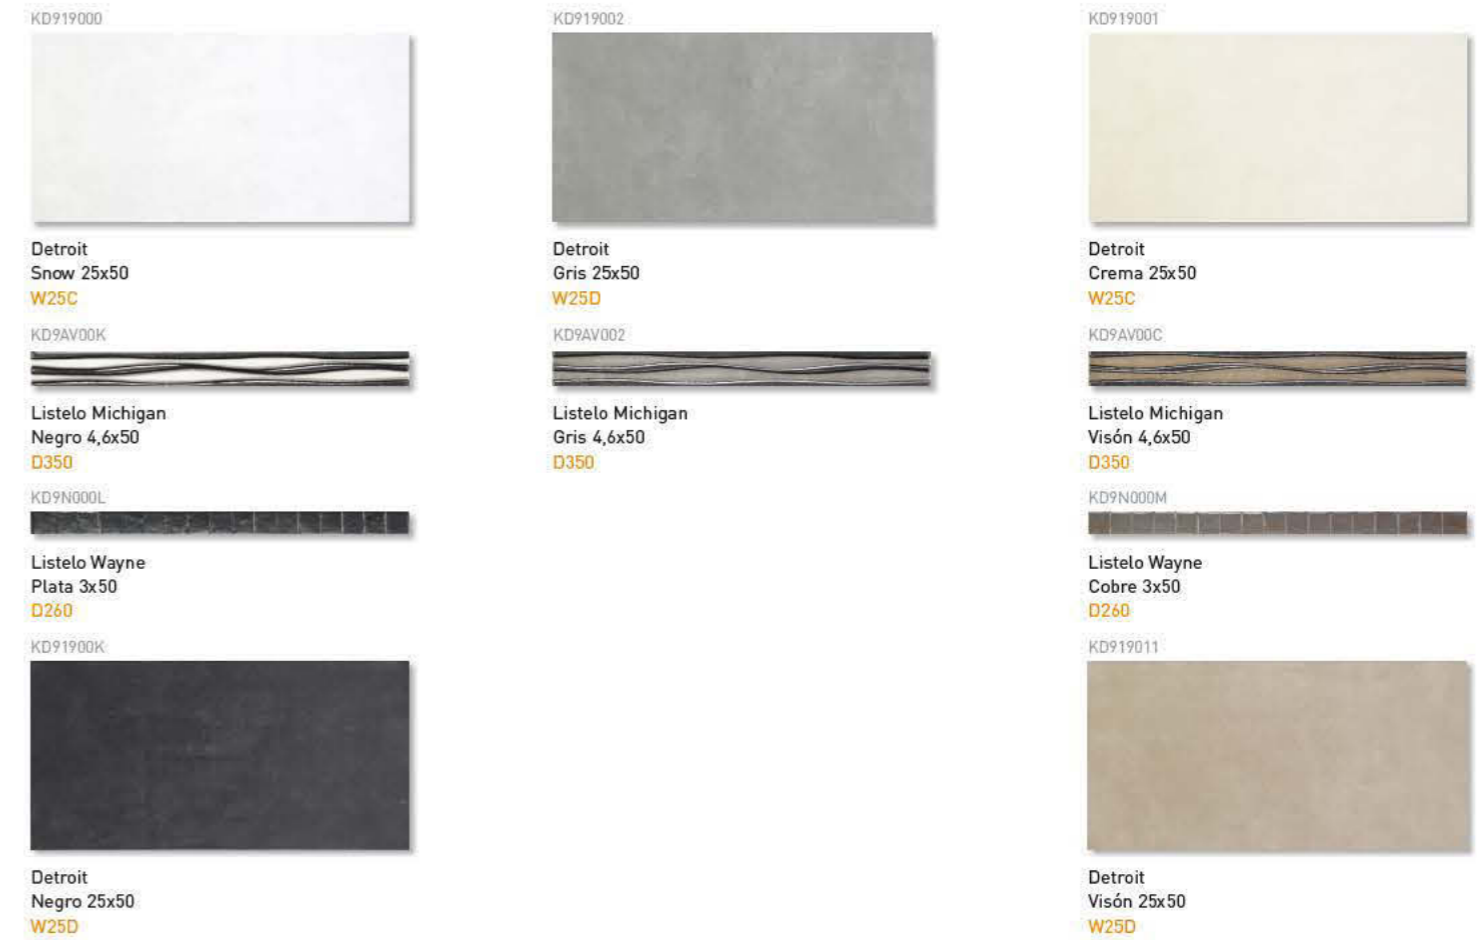 KD919000
Detroit
Snow 25x50
W25C
KD9AV00K
Listelo Michigan
Negro 4,6x50
D350
KD9N000L
Listelo Wayne
Plata 3x50
D260
KD91900K
Detroit
Negro 25x50
W25D
KD919002
Detroit
Gris 25x50
W25D
KD9AV002
Listelo Michigan
Gris 4,6x50
D350
KD919001
Detroit
Crema 25x50
W25C
KD9AV00C
Listelo Michigan
Visón 4,6x50
D350
KD9N000M
Listelo Wayne
Cobre 3x50
D260
KD919011
Detroit
Visón 25x50
W25D